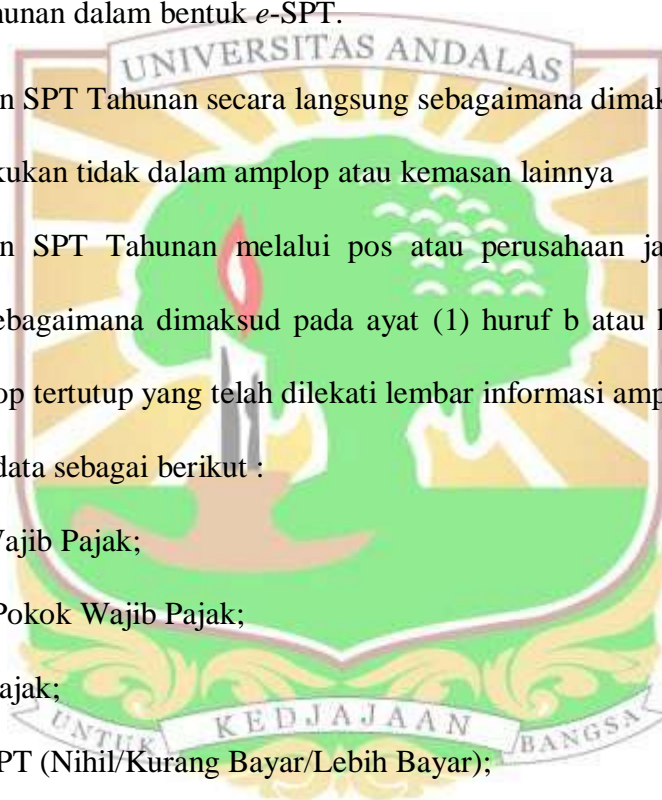 hunan dalam bentuk e-SPT.
UNIVERSITAS ANDALAS
n SPT Tahunan secara langsung sebagaimana dimak
kukan tidak dalam amplop atau kemasan lainnya
n SPT Tahunan melalui pos atau perusahaan ja
ebagaimana dimaksud pada ayat (1) huruf b atau h
op tertutup yang telah dilekati lembar informasi amp
data sebagai berikut :
Wajib Pajak;
Pokok Wajib Pajak;
ajak;
UNTUK KEDJAJAAN BANGSA
PT (Nihil/Kurang Bayar/Lebih Bayar);